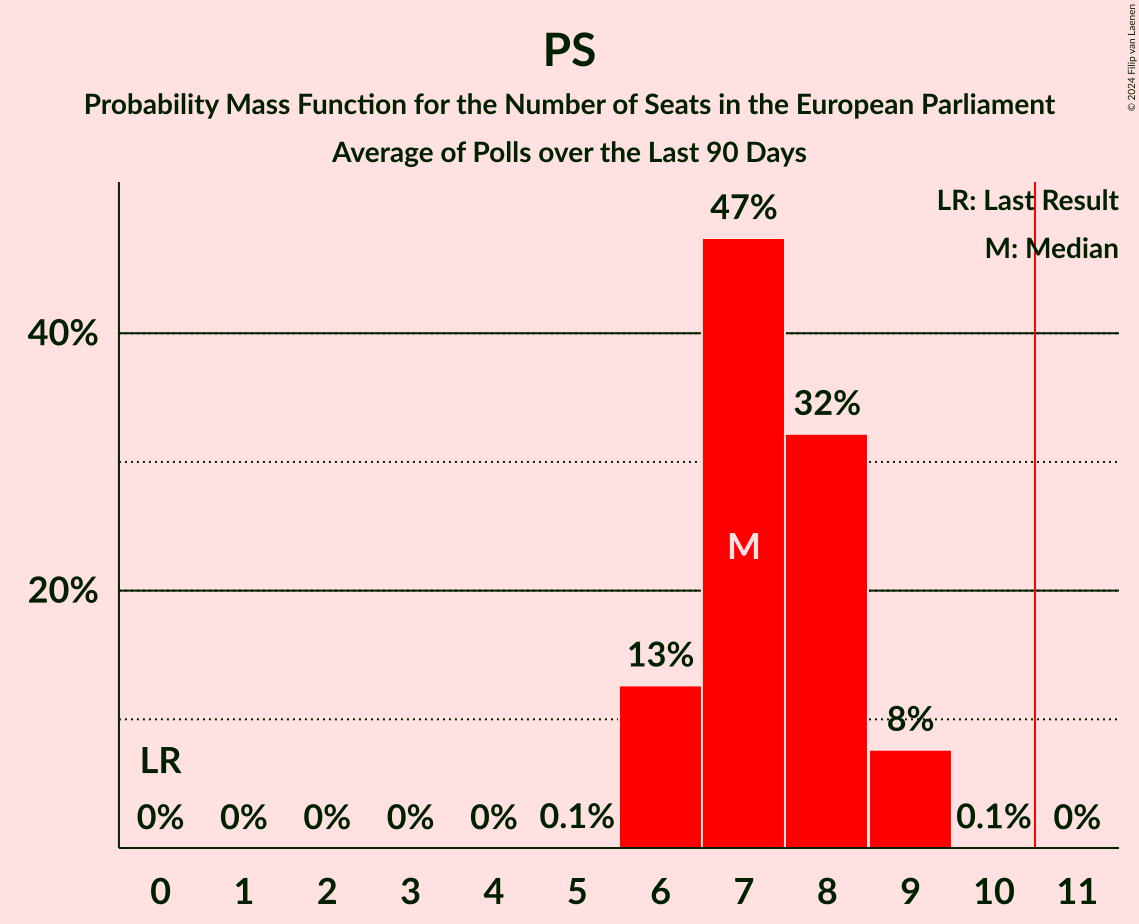 PS
Probability Mass Function for the Number of Seats in the European Parliament
Average of Polls over the Last 90 Days
© 2024 Filip van Laenen
LR: Last Result
M: Median
47%
40%
32%
M
20%
13%
8%
LR
0% 0% 0% 0% 0% 0.1% 0.1% 0%
0 1 2 3 4 5 6 7 8 9 10 11